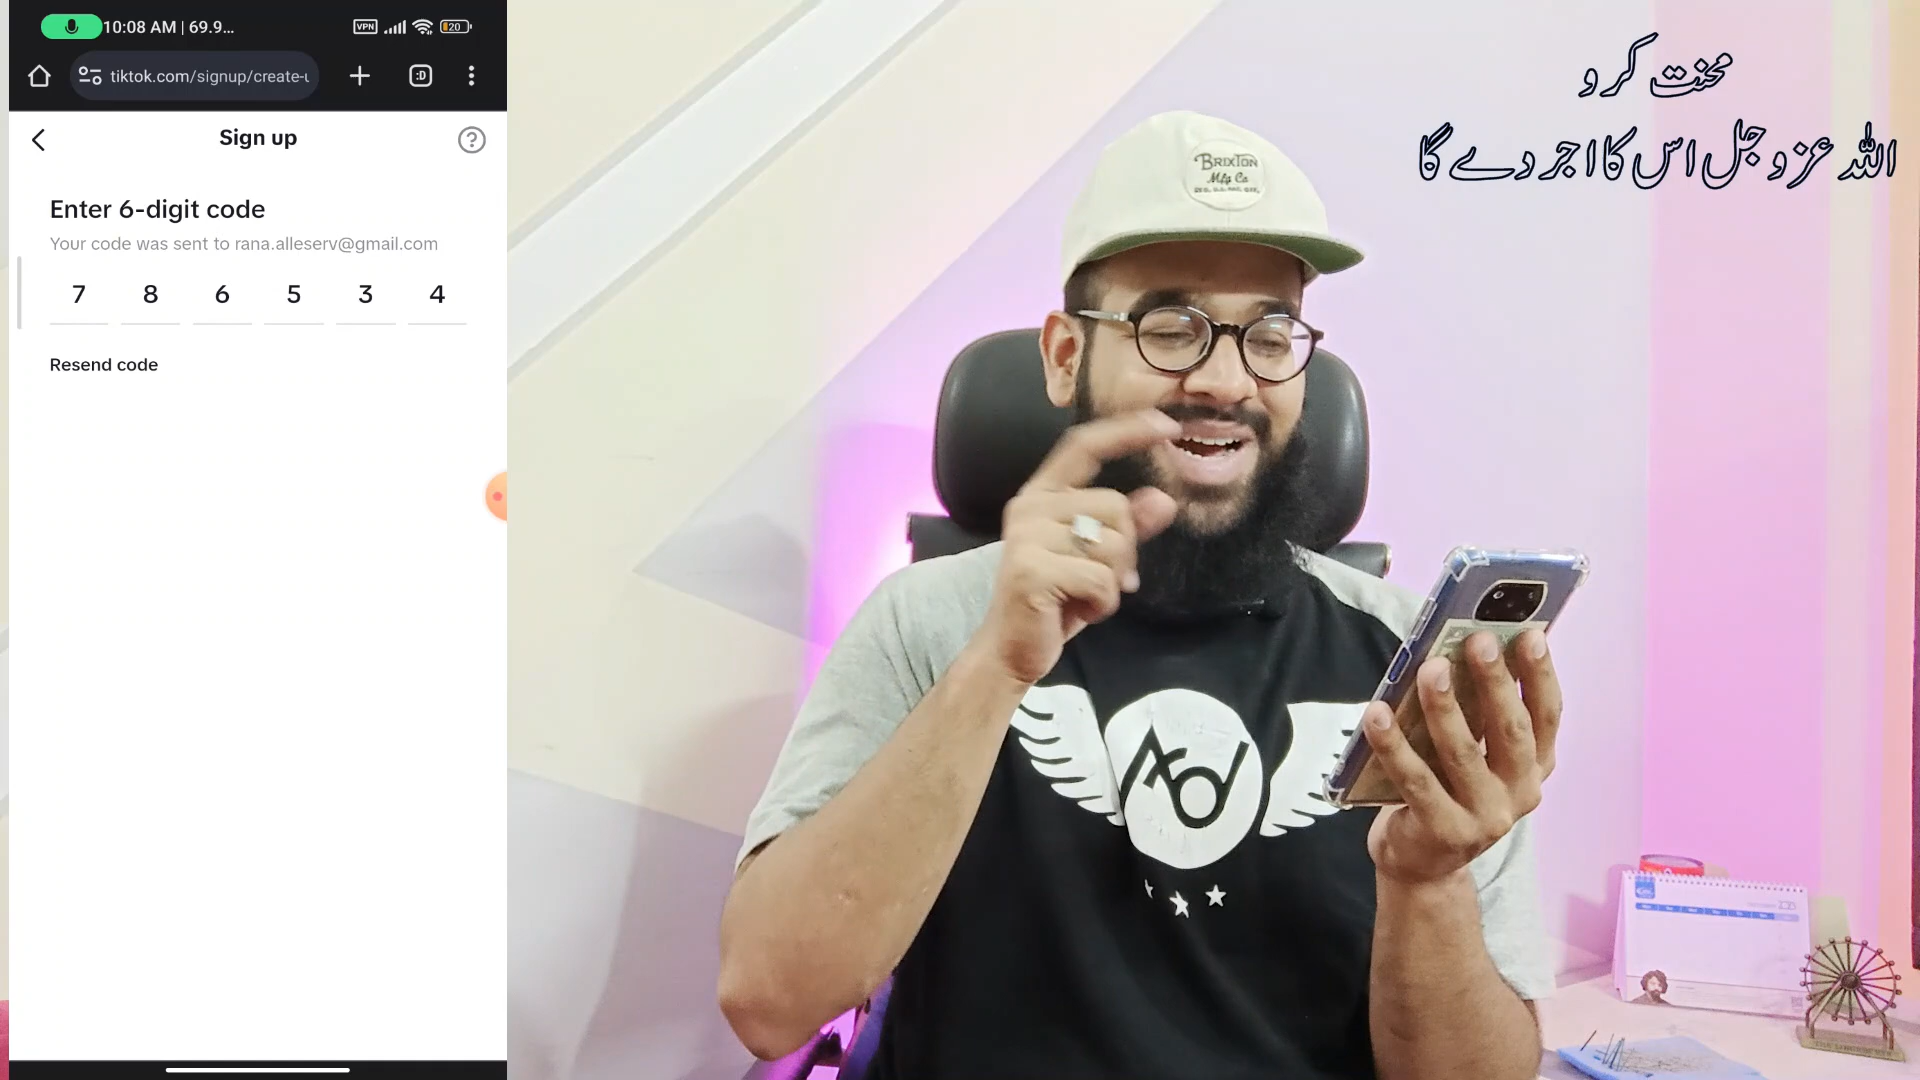 10:08 AM | 69.9...
VPN
20
tiktok.com/signup/create-u
:D
Sign up
?
Enter 6-digit code
Your code was sent to rana.alleserv@gmail.com
7 8 6 5 3 4
Resend code
محنت کرو
اللہ عزوجل اس کا اجر دے گا
BRIXTON
Mfg Co